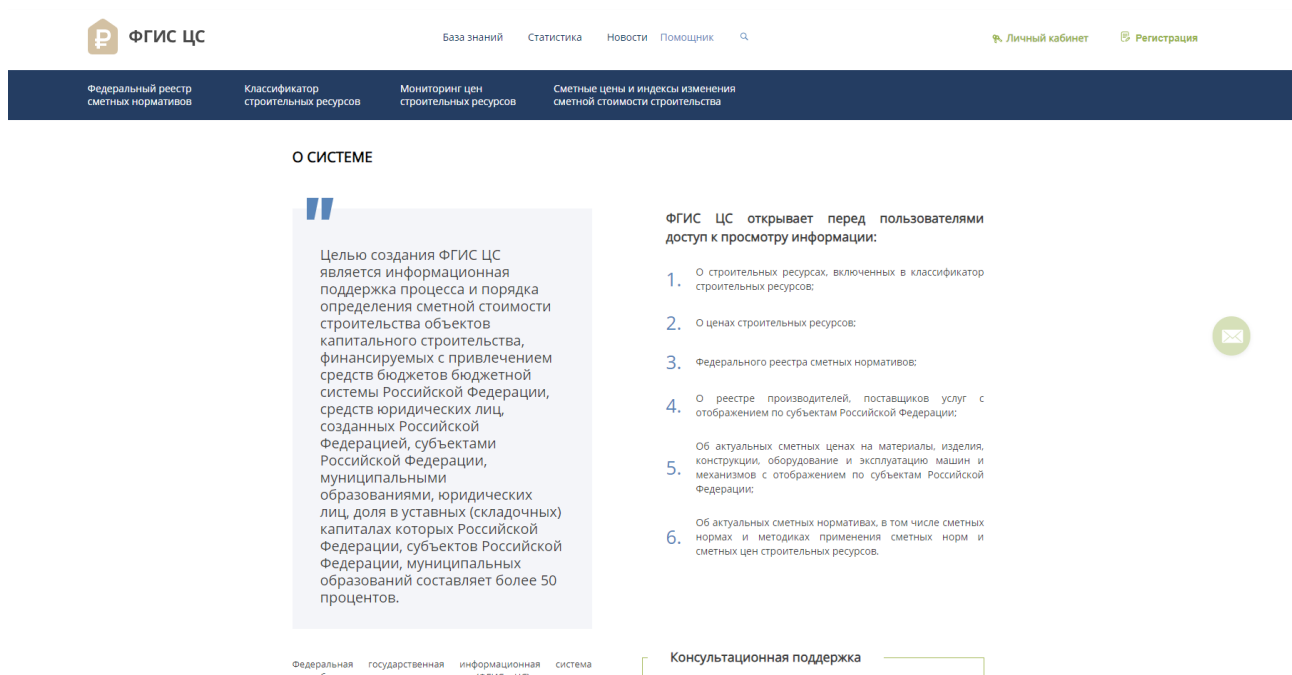 ФГИС ЦС
База знаний Статистика Новости Помощник
Личный кабинет Регистрация
Федеральный реестр
сметных нормативов
Классификатор
строительных ресурсов
Мониторинг цен
строительных ресурсов
Сметные цены и индексы изменения
сметной стоимости строительства
О СИСТЕМЕ
Целью создания ФГИС ЦС
является информационная
поддержка процесса и порядка
определения сметной стоимости
строительства объектов
капитального строительства,
финансируемых с привлечением
средств бюджетов бюджетной
системы Российской Федерации,
средств юридических лиц,
созданных Российской
Федерацией, субъектами
Российской Федерации,
муниципальными
образованиями, юридических
лиц, доля в уставных (складочных)
капиталах которых Российской
Федерации, субъектов Российской
Федерации, муниципальных
образований составляет более 50
процентов.
ФГИС ЦС открывает перед пользователями
доступ к просмотру информации:
1. О строительных ресурсах, включенных в классификатор
строительных ресурсов;
2. О ценах строительных ресурсов;
3. Федерального реестра сметных нормативов;
4. О реестре производителей, поставщиков услуг с
отображением по субъектам Российской Федерации;
5. Об актуальных сметных ценах на материалы, изделия,
конструкции, оборудование и эксплуатацию машин и
механизмов с отображением по субъектам Российской
Федерации;
6. Об актуальных сметных нормативах, в том числе сметных
нормах и методиках применения сметных норм и
сметных цен строительных ресурсов.
Федеральная государственная информационная система
Консультационная поддержка